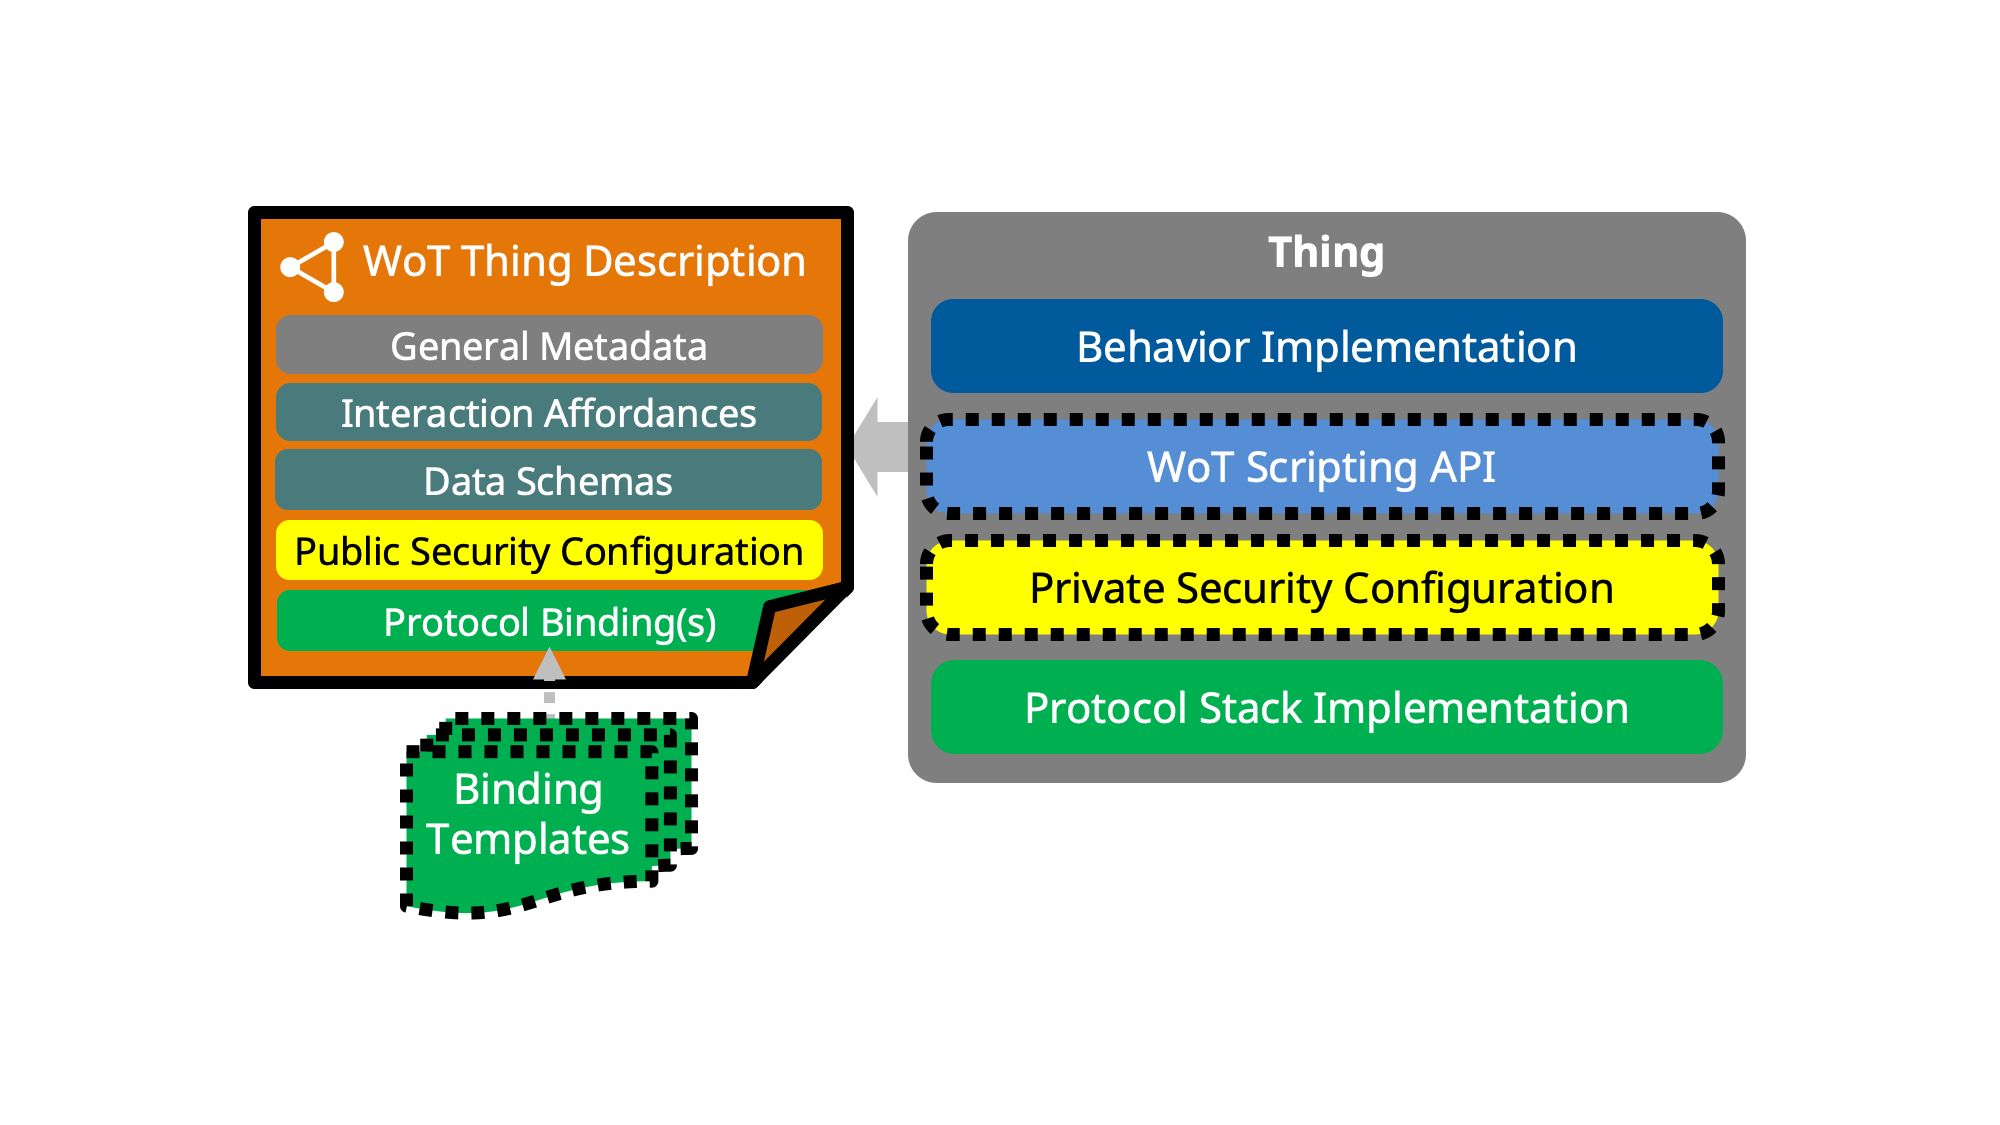 WoT Thing Description
General Metadata
Interaction Affordances
Data Schemas
Public Security Configuration
Protocol Binding(s)
Binding
Templates
Thing
Behavior Implementation
WoT Scripting API
Private Security Configuration
Protocol Stack Implementation